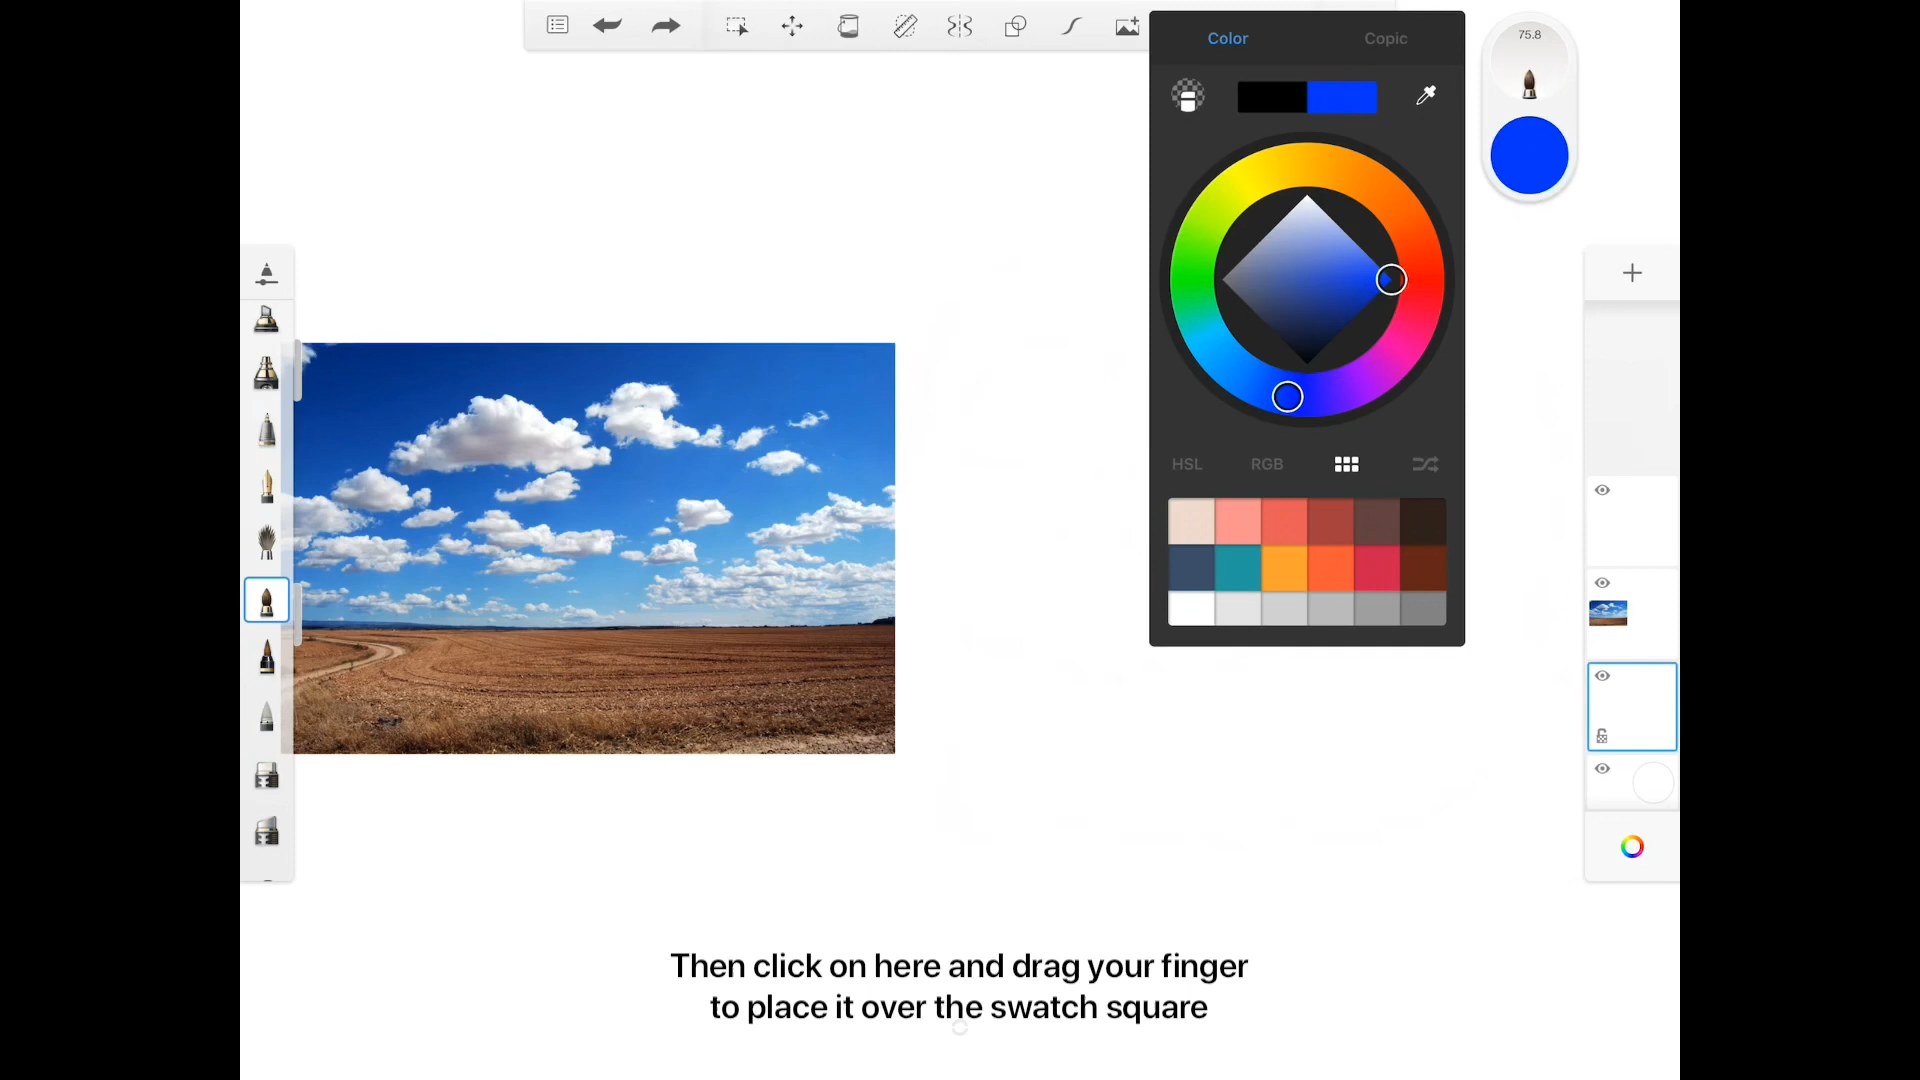 Color
Copic
75.8
HSL
RGB
Then click on here and drag your finger
to place it over the swatch square